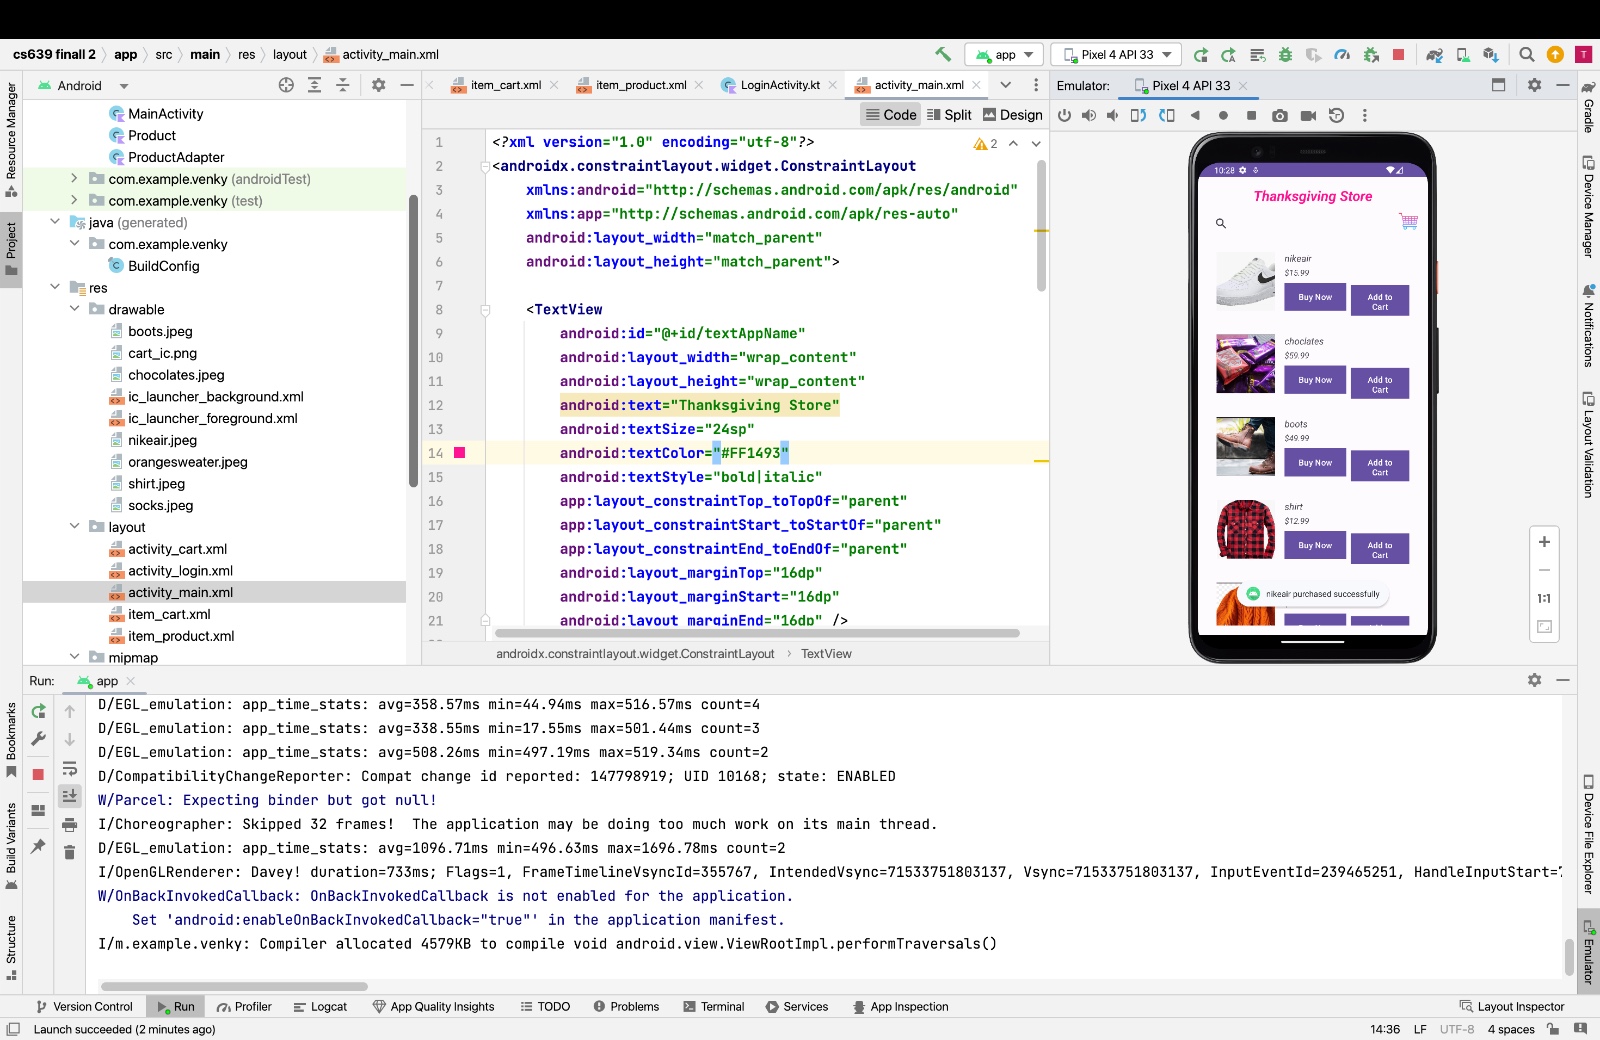 cs639 finall 2 app src main res layout activity_main.xml
app Pixel 4 API 33 T
Android
item_cart.xml item_product.xml LoginActivity.kt activity_main.xml
Emulator: Pixel 4 API 33
Code Split Design
Resource Manager
Project
Bookmarks
Build Variants
Structure
MainActivity
Product
ProductAdapter
com.example.venky (androidTest)
com.example.venky (test)
java (generated)
com.example.venky
BuildConfig
res
drawable
boots.jpeg
cart_ic.png
chocolates.jpeg
ic_launcher_background.xml
ic_launcher_foreground.xml
nikeair.jpeg
orangesweater.jpeg
shirt.jpeg
socks.jpeg
layout
activity_cart.xml
activity_login.xml
activity_main.xml
item_cart.xml
item_product.xml
mipmap
2
1 <?xml version="1.0" encoding="utf-8"?>
2 <androidx.constraintlayout.widget.ConstraintLayout
3 xmlns:android="http://schemas.android.com/apk/res/android"
4 xmlns:app="http://schemas.android.com/apk/res-auto"
5 android:layout_width="match_parent"
6 android:layout_height="match_parent">
7
8 <TextView
9 android:id="@+id/textAppName"
10 android:layout_width="wrap_content"
11 android:layout_height="wrap_content"
12 android:text="Thanksgiving Store"
13 android:textSize="24sp"
14 android:textColor="#FF1493"
15 android:textStyle="bold|italic"
16 app:layout_constraintTop_toTopOf="parent"
17 app:layout_constraintStart_toStartOf="parent"
18 app:layout_constraintEnd_toEndOf="parent"
19 android:layout_marginTop="16dp"
20 android:layout_marginStart="16dp"
21 android:layout_marginEnd="16dp" />
androidx.constraintlayout.widget.ConstraintLayout TextView
10:28
Thanksgiving Store
nikeair
$15.99
Buy Now
Add to
Cart
choclates
$59.99
Buy Now
Add to
Cart
boots
$49.99
Buy Now
Add to
Cart
shirt
$12.99
Buy Now
Add to
Cart
nikeair purchased successfully
1:1
Gradle
Device Manager
Notifications
Layout Validation
Device File Explorer
Emulator
Run: app
D/EGL_emulation: app_time_stats: avg=358.57ms min=44.94ms max=516.57ms count=4
D/EGL_emulation: app_time_stats: avg=338.55ms min=17.55ms max=501.44ms count=3
D/EGL_emulation: app_time_stats: avg=508.26ms min=497.19ms max=519.34ms count=2
D/CompatibilityChangeReporter: Compat change id reported: 147798919; UID 10168; state: ENABLED
W/Parcel: Expecting binder but got null!
I/Choreographer: Skipped 32 frames!  The application may be doing too much work on its main thread.
D/EGL_emulation: app_time_stats: avg=1096.71ms min=496.63ms max=1696.78ms count=2
I/OpenGLRenderer: Davey! duration=733ms; Flags=1, FrameTimelineVsyncId=355767, IntendedVsync=71533751803137, Vsync=71533751803137, InputEventId=239465251, HandleInputStart=7
W/OnBackInvokedCallback: OnBackInvokedCallback is not enabled for the application.
Set 'android:enableOnBackInvokedCallback="true"' in the application manifest.
I/m.example.venky: Compiler allocated 4579KB to compile void android.view.ViewRootImpl.performTraversals()
Version Control Run Profiler Logcat App Quality Insights TODO Problems Terminal Services App Inspection Layout Inspector
Launch succeeded (2 minutes ago) 14:36 LF UTF-8 4 spaces